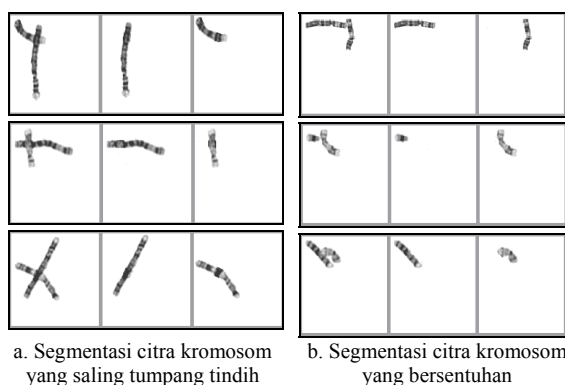 a. Segmentasi citra kromosom
yang saling tumpang tindih
b. Segmentasi citra kromosom
yang bersentuhan